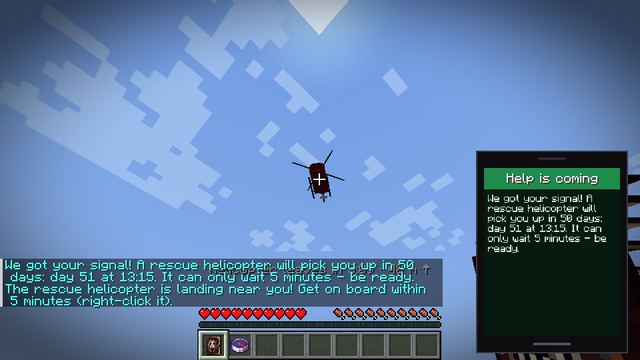 Help is coming
We got your signal! A
rescue helicopter will
pick you up in 50 days:
day 51 at 13:15. It can
only wait 5 minutes - be
ready.
We got your signal! A rescue helicopter will pick you up in 50
days: day 51 at 13:15. It can only wait 5 minutes - be ready
The rescue helicopter is landing near you! Get on board within
5 minutes (right-click it).